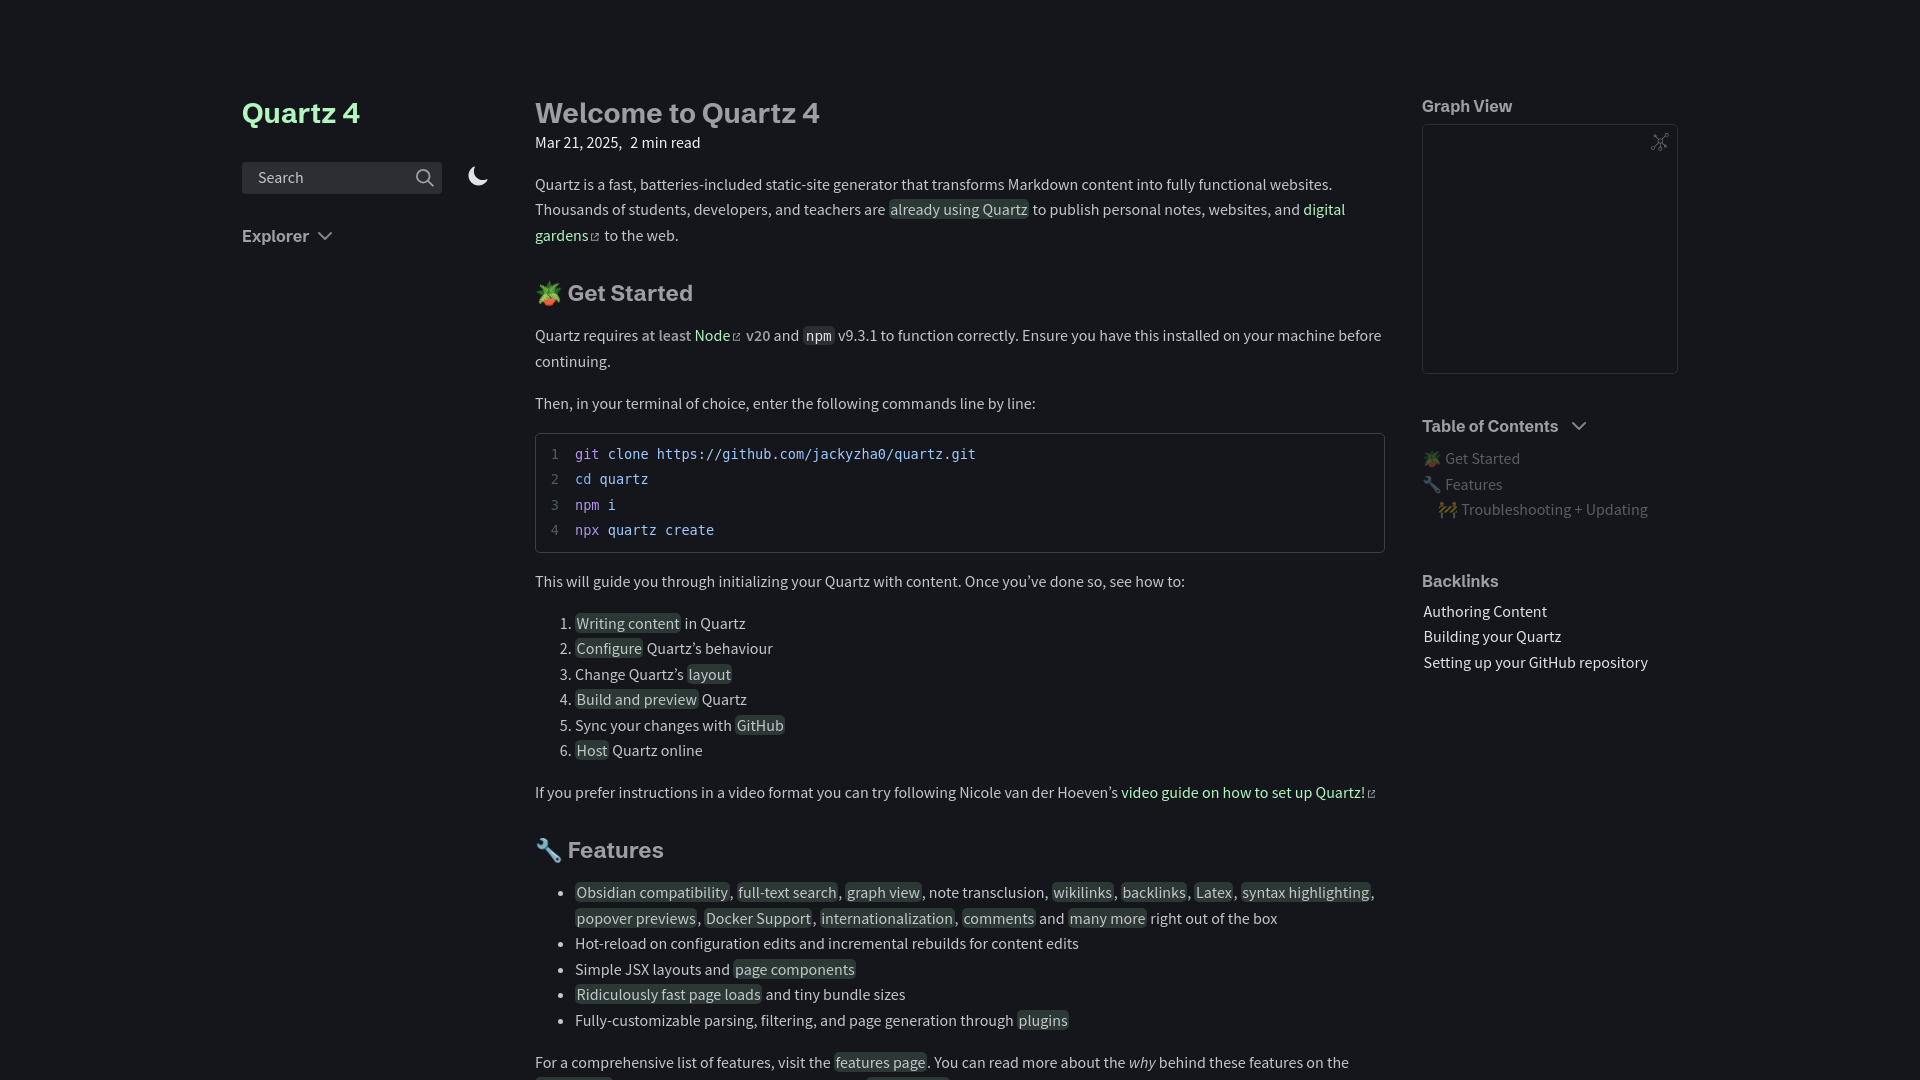 Quartz 4
Search
Explorer
Welcome to Quartz 4
Mar 21, 2025, 2 min read
Quartz is a fast, batteries-included static-site generator that transforms Markdown content into fully functional websites.
Thousands of students, developers, and teachers are already using Quartz to publish personal notes, websites, and digital
gardens to the web.
🪴 Get Started
Quartz requires at least Node v20 and npm v9.3.1 to function correctly. Ensure you have this installed on your machine before
continuing.
Then, in your terminal of choice, enter the following commands line by line:
1 git clone https://github.com/jackyzha0/quartz.git
2 cd quartz
3 npm i
4 npx quartz create
This will guide you through initializing your Quartz with content. Once you’ve done so, see how to:
1. Writing content in Quartz
2. Configure Quartz’s behaviour
3. Change Quartz’s layout
4. Build and preview Quartz
5. Sync your changes with GitHub
6. Host Quartz online
If you prefer instructions in a video format you can try following Nicole van der Hoeven’s video guide on how to set up Quartz!
🔧 Features
• Obsidian compatibility, full-text search, graph view, note transclusion, wikilinks, backlinks, Latex, syntax highlighting,
popover previews, Docker Support, internationalization, comments and many more right out of the box
• Hot-reload on configuration edits and incremental rebuilds for content edits
• Simple JSX layouts and page components
• Ridiculously fast page loads and tiny bundle sizes
• Fully-customizable parsing, filtering, and page generation through plugins
For a comprehensive list of features, visit the features page. You can read more about the why behind these features on the
Graph View
Table of Contents
🪴 Get Started
🔧 Features
🚧 Troubleshooting + Updating
Backlinks
Authoring Content
Building your Quartz
Setting up your GitHub repository